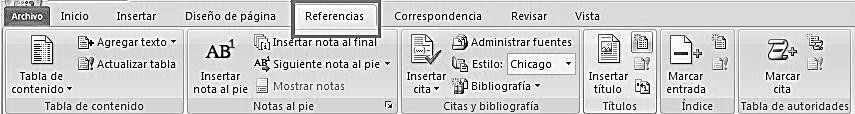 Archivo Inicio Insertar Diseño de página Referencias Correspondencia Revisar Vista
Tabla de contenido
Agregar texto
Actualizar tabla
Tabla de contenido
AB¹ Insertar nota al pie
Insertar nota al final
AB¹ Siguiente nota al pie
Mostrar notas
Notas al pie
Insertar cita
Administrar fuentes
Estilo: Chicago
Bibliografía
Citas y bibliografía
Insertar título
Títulos
Marcar entrada
Índice
Marcar cita
Tabla de autoridades